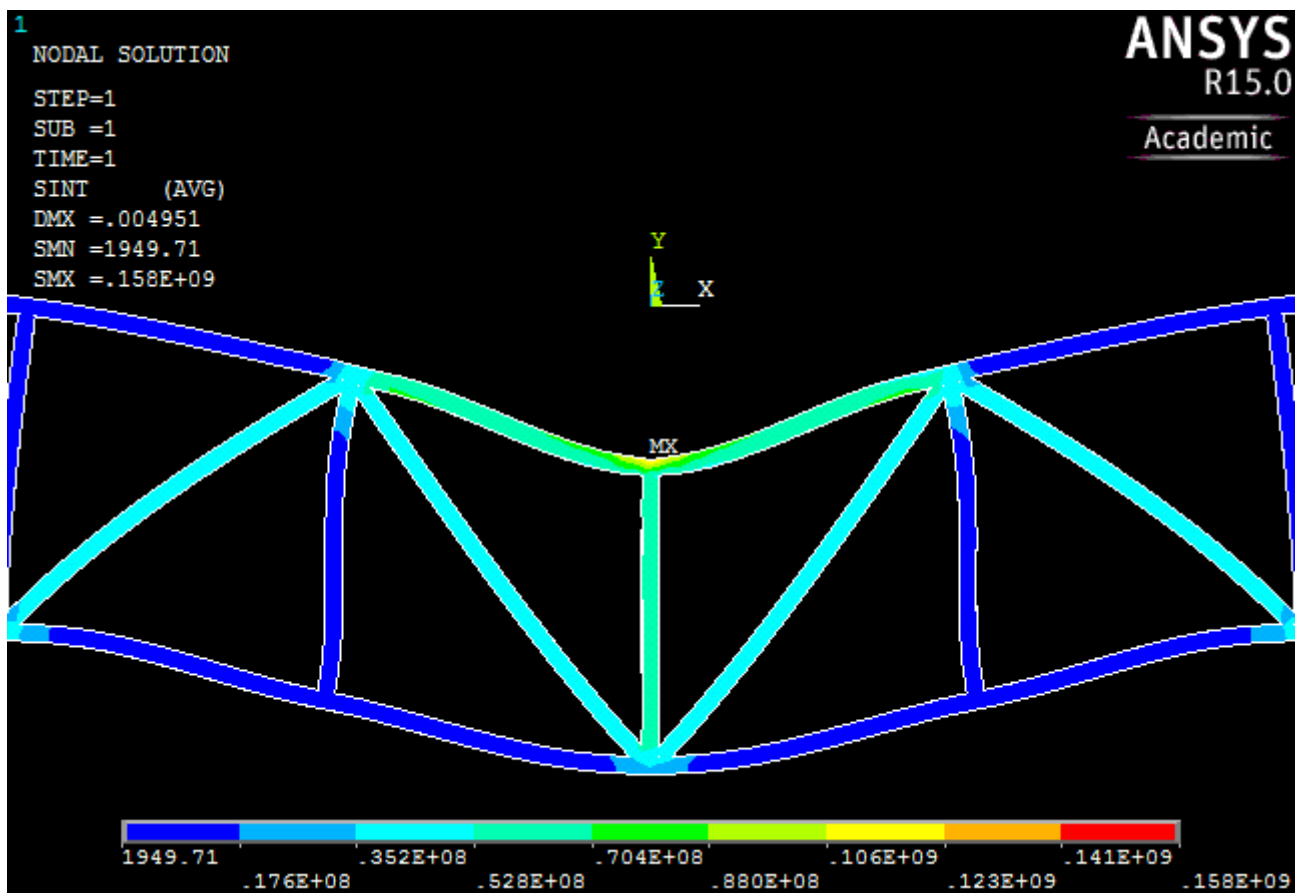 1
NODAL SOLUTION
STEP=1
SUB =1
TIME=1
SINT     (AVG)
DMX =.004951
SMN =1949.71
SMX =.158E+09
ANSYS
R15.0
Academic
Y
Z X
MX
1949.71 .352E+08 .704E+08 .106E+09 .141E+09
.176E+08 .528E+08 .880E+08 .123E+09 .158E+09